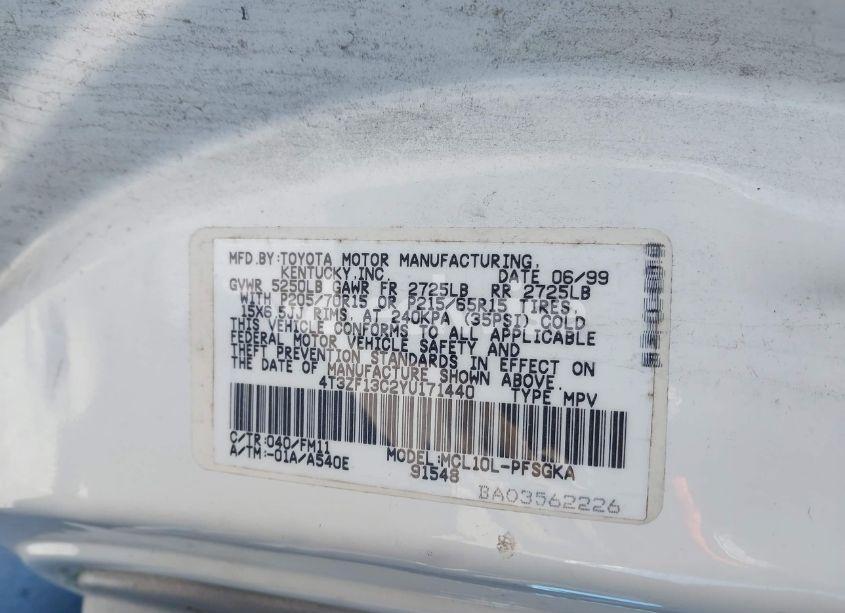 MFD.BY:TOYOTA MOTOR MANUFACTURING,
KENTUCKY,INC. DATE 06/99
GVWR 5250LB GAWR FR 2725LB RR 2725LB
WITH P205/70R15 OR P215/65R15 TIRES,
15X6.5JJ RIMS, AT 240KPA (35PSI) COLD
THIS VEHICLE CONFORMS TO ALL APPLICABLE
FEDERAL MOTOR VEHICLE SAFETY AND
THEFT PREVENTION STANDARDS IN EFFECT ON
THE DATE OF MANUFACTURE SHOWN ABOVE.
4T3ZF13C2YU171440 TYPE MPV
C/TR:040/FM11 MODEL:MCL10L-PFSGKA
A/TM:-01A/A540E 91548
BA03562226